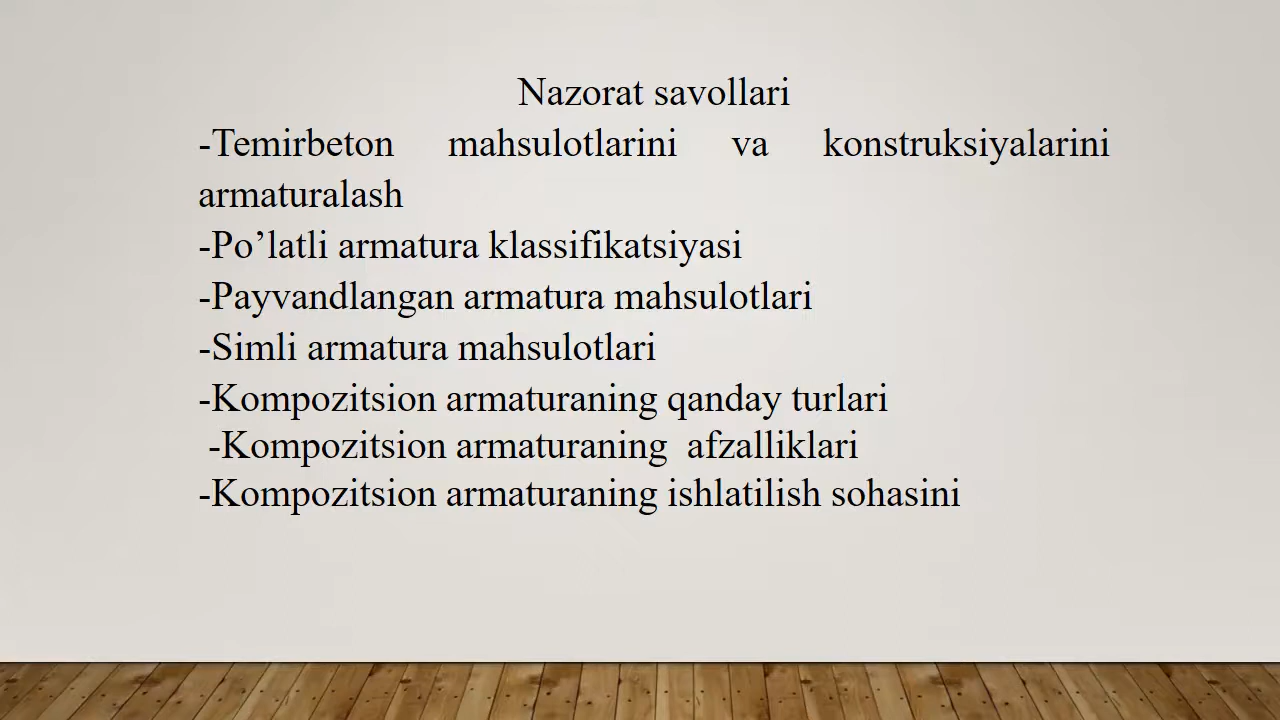 Nazorat savollari
-Temirbeton mahsulotlarini va konstruksiyalarini
armaturalash
-Po’latli armatura klassifikatsiyasi
-Payvandlangan armatura mahsulotlari
-Simli armatura mahsulotlari
-Kompozitsion armaturaning qanday turlari
-Kompozitsion armaturaning afzalliklari
-Kompozitsion armaturaning ishlatilish sohasini